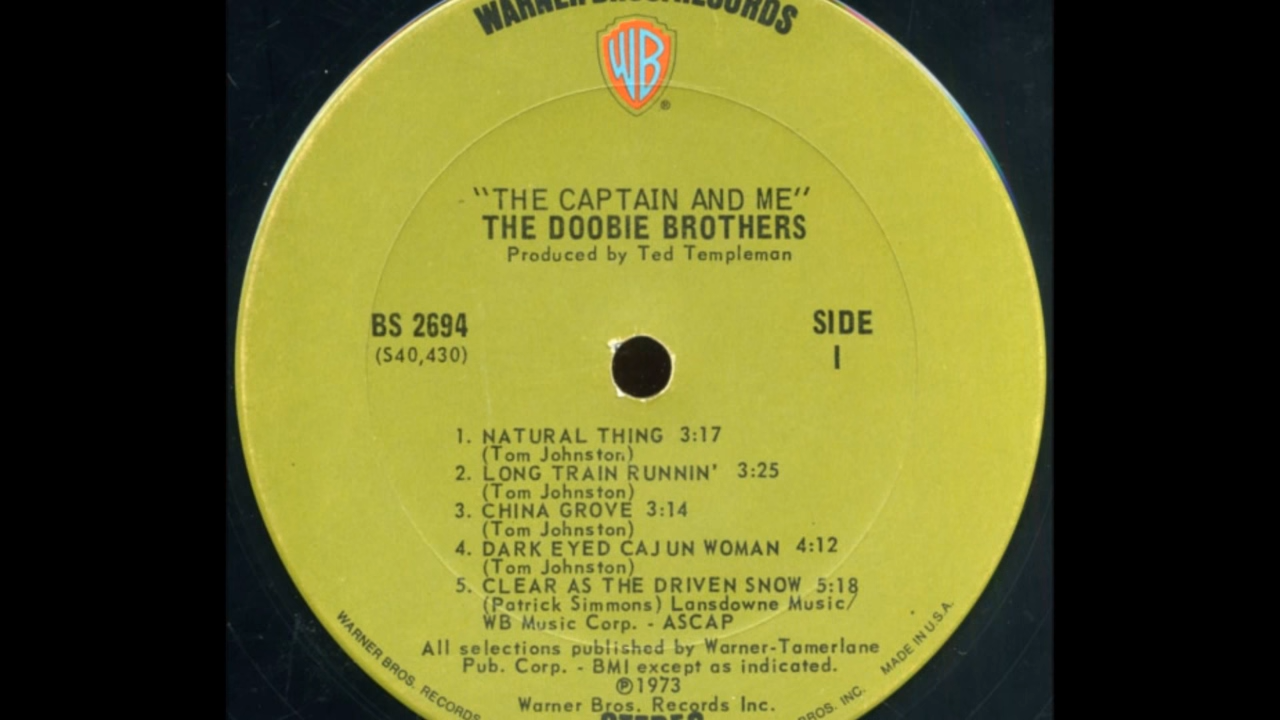 WARNER BROS. RECORDS
WB
®
"THE CAPTAIN AND ME"
THE DOOBIE BROTHERS
Produced by Ted Templeman
BS 2694
(S40,430)
SIDE
1
1. NATURAL THING 3:17
(Tom Johnston)
2. LONG TRAIN RUNNIN' 3:25
(Tom Johnston)
3. CHINA GROVE 3:14
(Tom Johnston)
4. DARK EYED CAJUN WOMAN 4:12
(Tom Johnston)
5. CLEAR AS THE DRIVEN SNOW 5:18
(Patrick Simmons) Lansdowne Music/
WB Music Corp. - ASCAP
All selections published by Warner-Tamerlane
Pub. Corp. - BMI except as indicated.
℗1973
Warner Bros. Records Inc.
STEREO
WARNER BROS. RECORDS
BROS. INC.
MADE IN U.S.A.